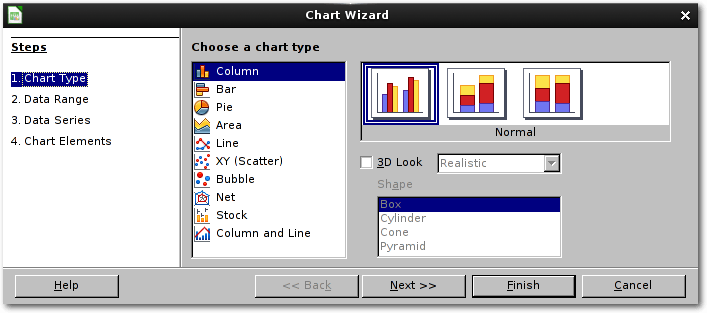 Chart Wizard
Steps
1. Chart Type
2. Data Range
3. Data Series
4. Chart Elements
Choose a chart type
Column
Bar
Pie
Area
Line
XY (Scatter)
Bubble
Net
Stock
Column and Line
Normal
3D Look
Realistic
Shape
Box
Cylinder
Cone
Pyramid
Help
<< Back
Next >>
Finish
Cancel